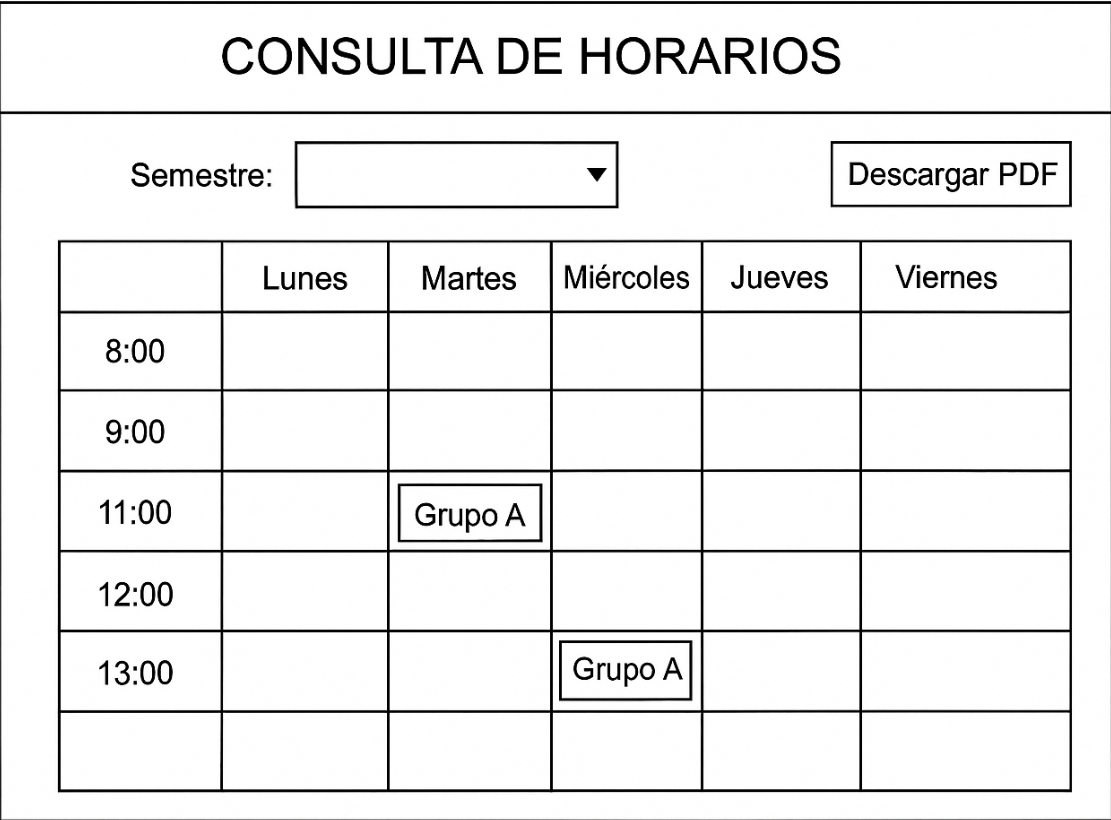 CONSULTA DE HORARIOS
Semestre: Descargar PDF
Lunes Martes Miércoles Jueves Viernes
8:00
9:00
11:00 Grupo A
12:00
13:00 Grupo A